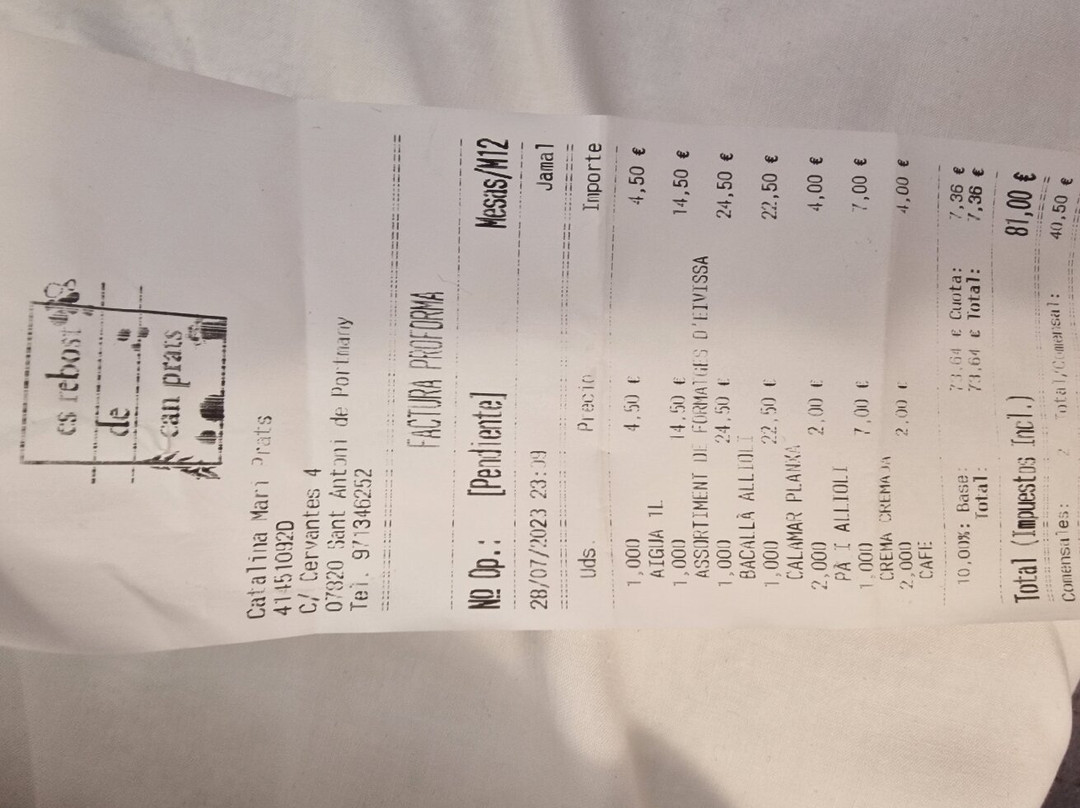 es rebost
de
can prats
Catalina Mari Prats
41451092D
C/ Cervantes 4
07820 Sant Antoni de Portmany
Tel. 971346252
FACTURA PROFORMA
Nº Op.: [Pendiente] Mesas/M12
28/07/2023 23:09 Jamal
Uds. Precio Importe
1,000 4,50 € 4,50 €
AIGUA 1L
1,000 14,50 € 14,50 €
ASSORTIMENT DE FORMATGES D'EIVISSA
1,000 24,50 € 24,50 €
BACALLÀ ALLIOLI
1,000 22,50 € 22,50 €
CALAMAR PLANXA
2,000 2,00 € 4,00 €
PÀ I ALLIOLI
1,000 7,00 € 7,00 €
CREMA CREMADA
2,000 2,00 € 4,00 €
CAFE
10,00%: Base: 73,64 € Cuota: 7,36 €
Total: 73,64 € Total: 7,36 €
Total (Impuestos Incl.) 81,00 €
Comensales: 2 Total/Comensal: 40,50 €